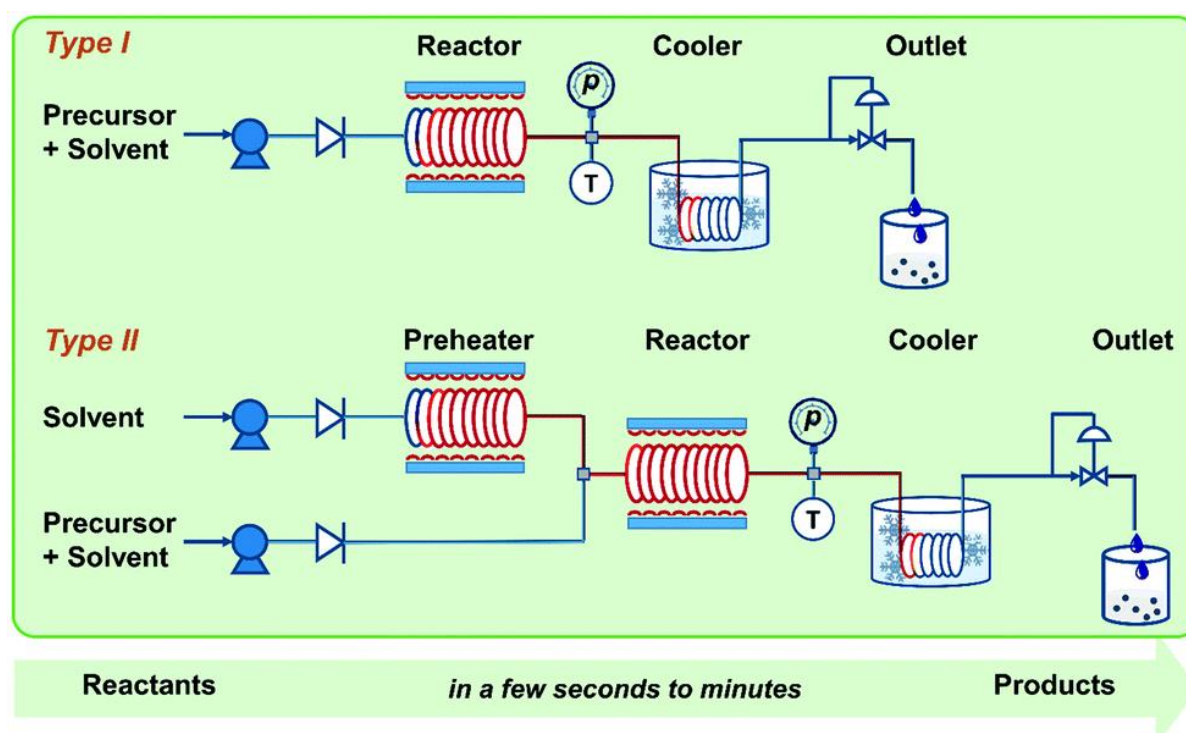 Type I
Reactor
Cooler
Outlet
Precursor
+ Solvent
p
T
Type II
Preheater
Reactor
Cooler
Outlet
Solvent
p
Precursor
+ Solvent
T
Reactants
in a few seconds to minutes
Products